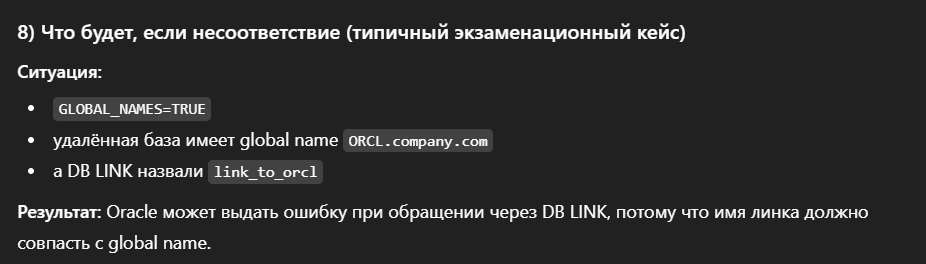 8) Что будет, если несоответствие (типичный экзаменационный кейс)
Ситуация:
• GLOBAL_NAMES=TRUE
• удалённая база имеет global name ORCL.company.com
• а DB LINK назвали link_to_orcl
Результат: Oracle может выдать ошибку при обращении через DB LINK, потому что имя линка должно
совпасть с global name.